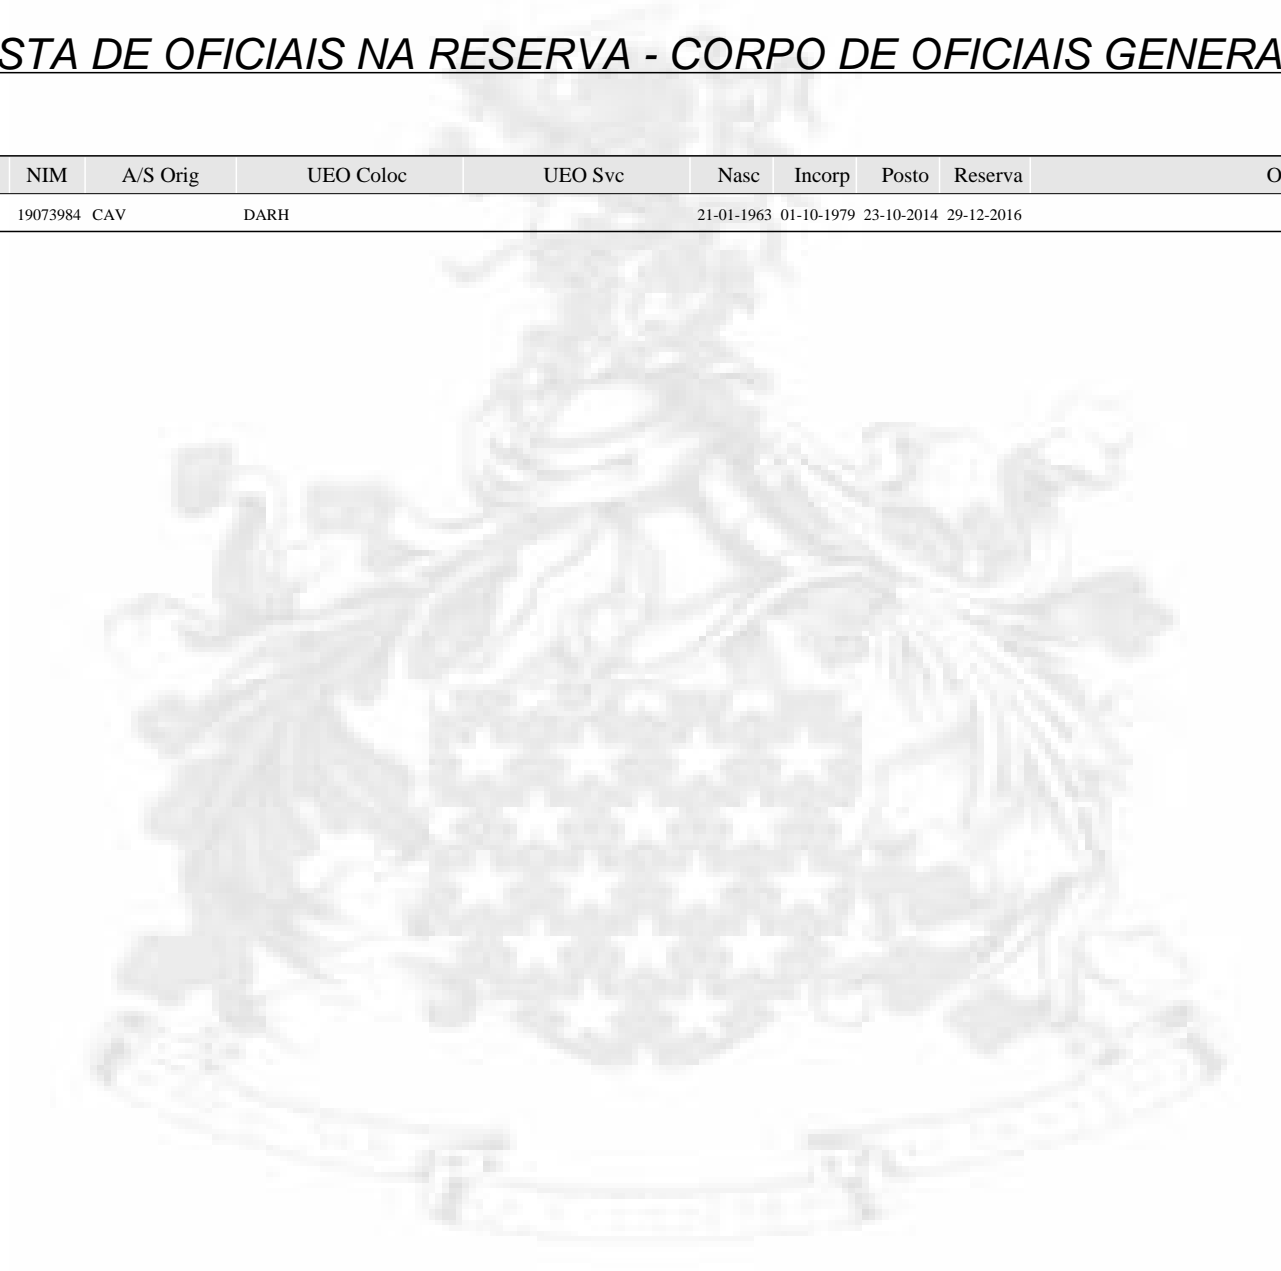 STA DE OFICIAIS NA RESERVA - CORPO DE OFICIAIS GENERA
NIM A/S Orig UEO Coloc UEO Svc Nasc Incorp Posto Reserva O
19073984 CAV DARH 21-01-1963 01-10-1979 23-10-2014 29-12-2016